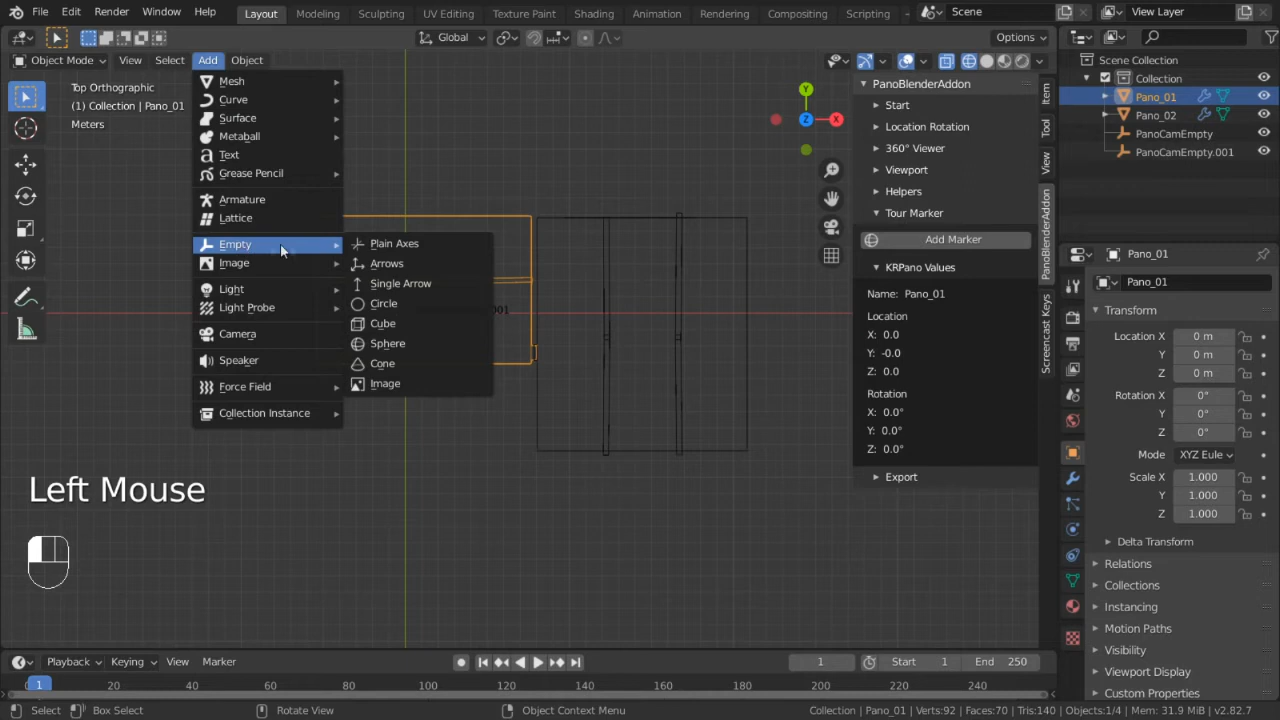 File Edit Render Window Help Layout Modeling Sculpting UV Editing Texture Paint Shading Animation Rendering Compositing Scripting Scene View Layer
Global Options
Object Mode View Select Add Object
Top Orthographic
(1) Collection | Pano_01
Meters
Mesh
Curve
Surface
Metaball
Text
Grease Pencil
Armature
Lattice
Empty
Image
Light
Light Probe
Camera
Speaker
Force Field
Collection Instance
Plain Axes
Arrows
Single Arrow
Circle
Cube
Sphere
Cone
Image
001
Y
Z
X
PanoBlenderAddon
Start
Location Rotation
360° Viewer
Viewport
Helpers
Tour Marker
Add Marker
KRPano Values
Name: Pano_01
Location
X: 0.0
Y: -0.0
Z: 0.0
Rotation
X: 0.0°
Y: 0.0°
Z: 0.0°
Export
Item
Tool
View
PanoBlenderAddon
Screencast Keys
Scene Collection
Collection
Pano_01
Pano_02
PanoCamEmpty
PanoCamEmpty.001
Pano_01
Pano_01
Transform
Location X 0 m
Y 0 m
Z 0 m
Rotation X 0°
Y 0°
Z 0°
Mode XYZ Eule
Scale X 1.000
Y 1.000
Z 1.000
Delta Transform
Relations
Collections
Instancing
Motion Paths
Visibility
Viewport Display
Custom Properties
Left Mouse
Playback Keying View Marker 1 Start 1 End 250
1 20 40 60 80 100 120 140 160 180 200 220 240
Select Box Select Rotate View Object Context Menu Collection | Pano_01 | Verts:92 | Faces:70 | Tris:140 | Objects:1/4 | Mem: 31.9 MiB | v2.82.7